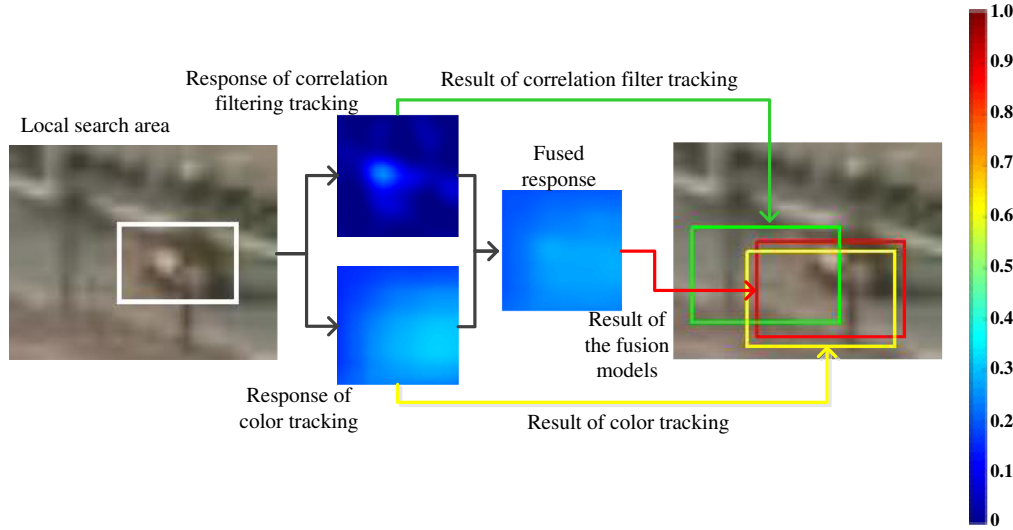 Response of correlation
filtering tracking
Result of correlation filter tracking
Local search area
Fused
response
Result of
the fusion
models
Response of
color tracking
Result of color tracking
1.0
0.9
0.8
0.7
0.6
0.5
0.4
0.3
0.2
0.1
0